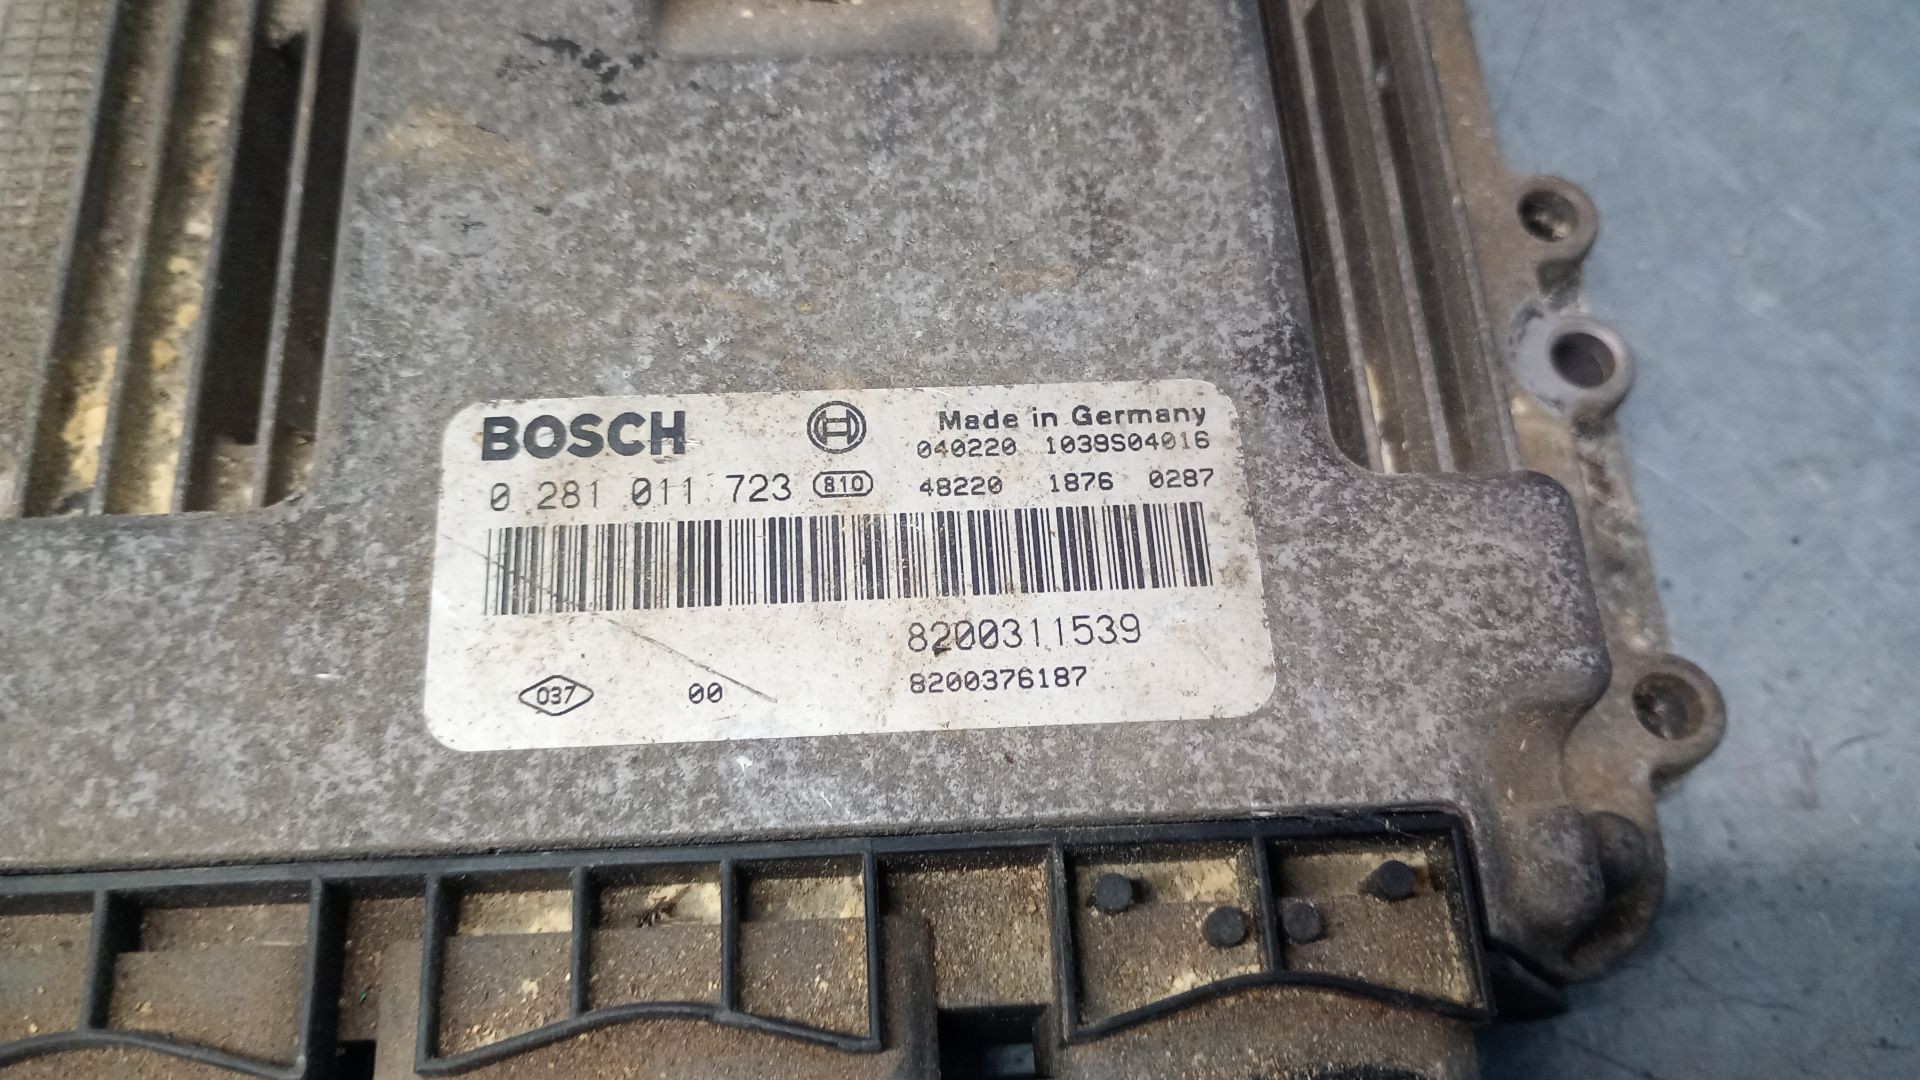 BOSCH Made in Germany
040220 1039S04016
0 281 011 723 810 48220 1876 0287
8200311539
037 00 8200376187